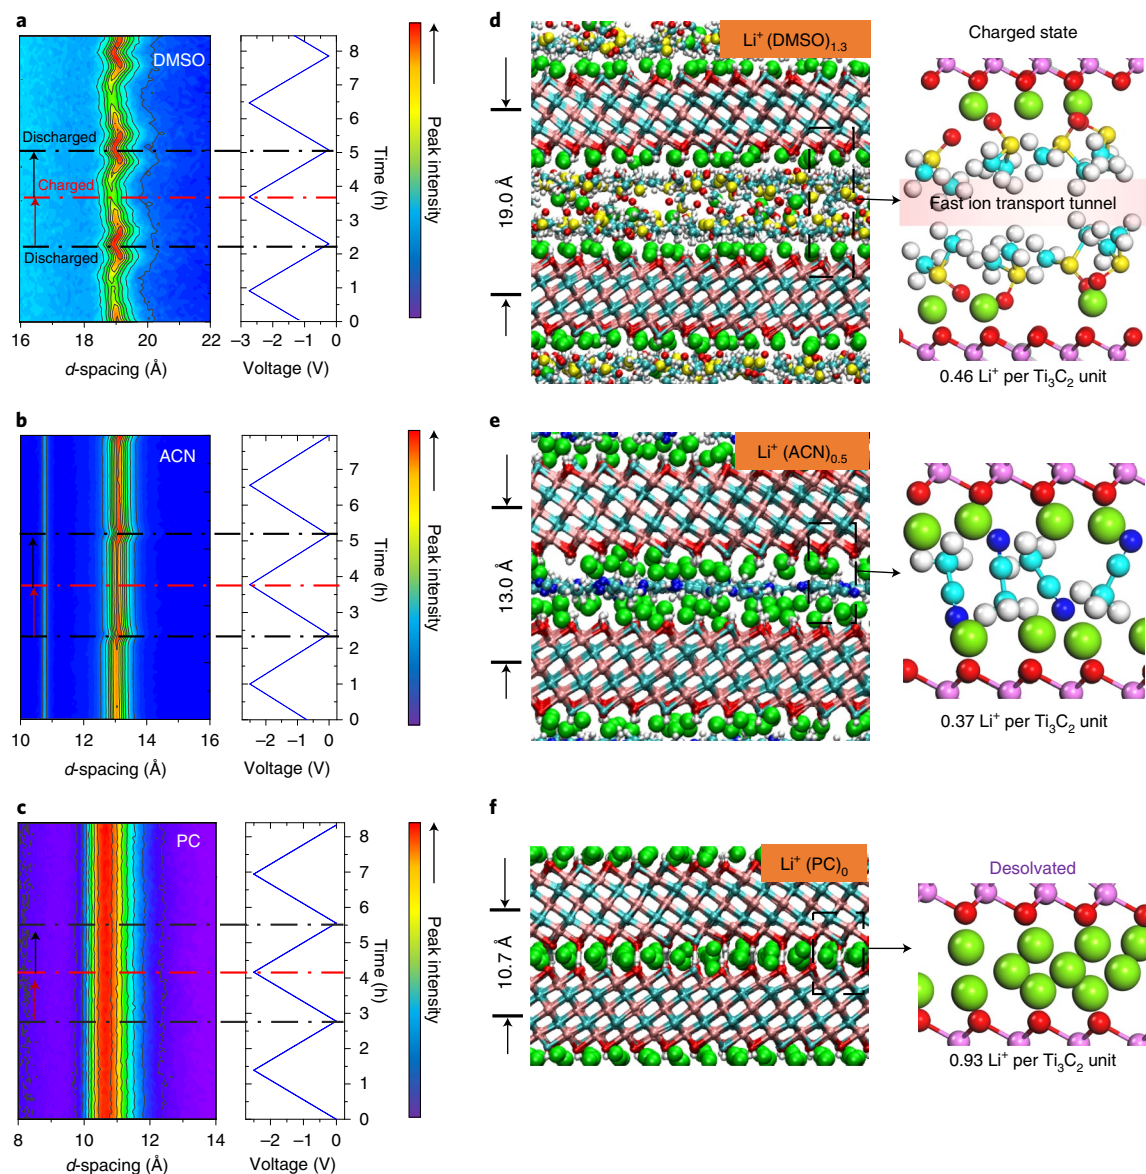 a
DMSO
Discharged
Charged
Discharged
16 18 20 22
d-spacing (Å)
−3 −2 −1 0
Voltage (V)
0 1 2 3 4 5 6 7 8
Time (h)
Peak intensity
b
ACN
10 12 14 16
d-spacing (Å)
−2 −1 0
Voltage (V)
0 1 2 3 4 5 6 7
Time (h)
Peak intensity
c
PC
8 10 12 14
d-spacing (Å)
−2 −1 0
Voltage (V)
0 1 2 3 4 5 6 7 8
Time (h)
Peak intensity
d
Li⁺ (DMSO)₁.₃
19.0 Å
Charged state
Fast ion transport tunnel
0.46 Li⁺ per Ti₃C₂ unit
e
Li⁺ (ACN)₀.₅
13.0 Å
0.37 Li⁺ per Ti₃C₂ unit
f
Li⁺ (PC)₀
10.7 Å
Desolvated
0.93 Li⁺ per Ti₃C₂ unit